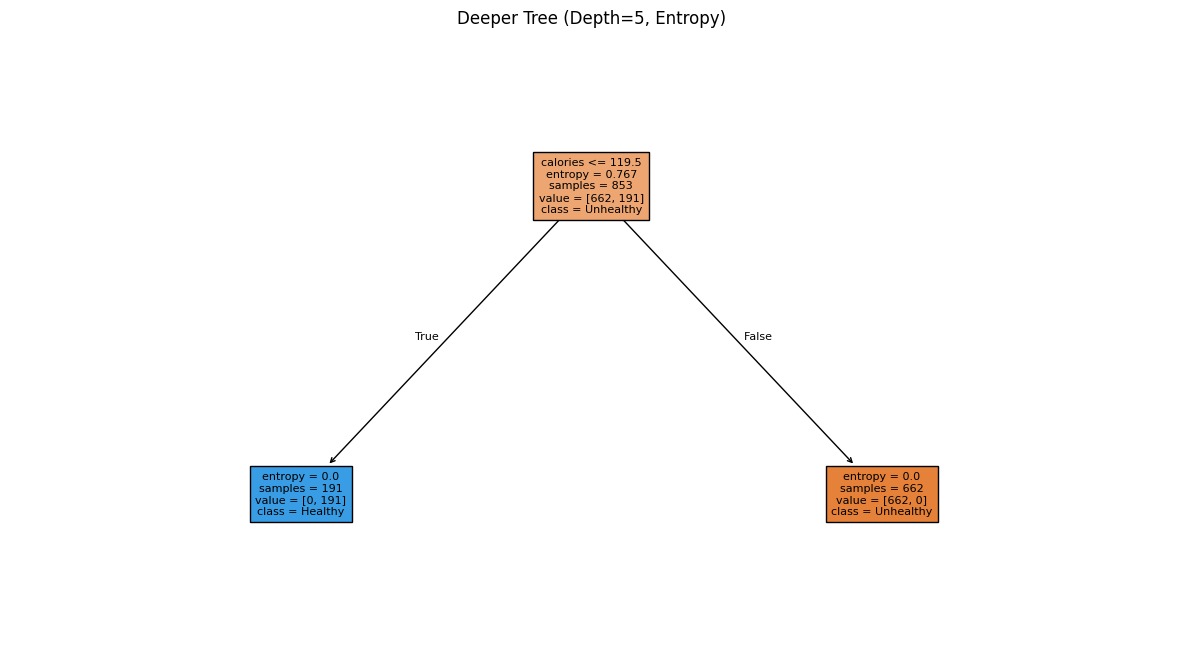 Deeper Tree (Depth=5, Entropy)
calories <= 119.5
entropy = 0.767
samples = 853
value = [662, 191]
class = Unhealthy
True
False
entropy = 0.0
samples = 191
value = [0, 191]
class = Healthy
entropy = 0.0
samples = 662
value = [662, 0]
class = Unhealthy